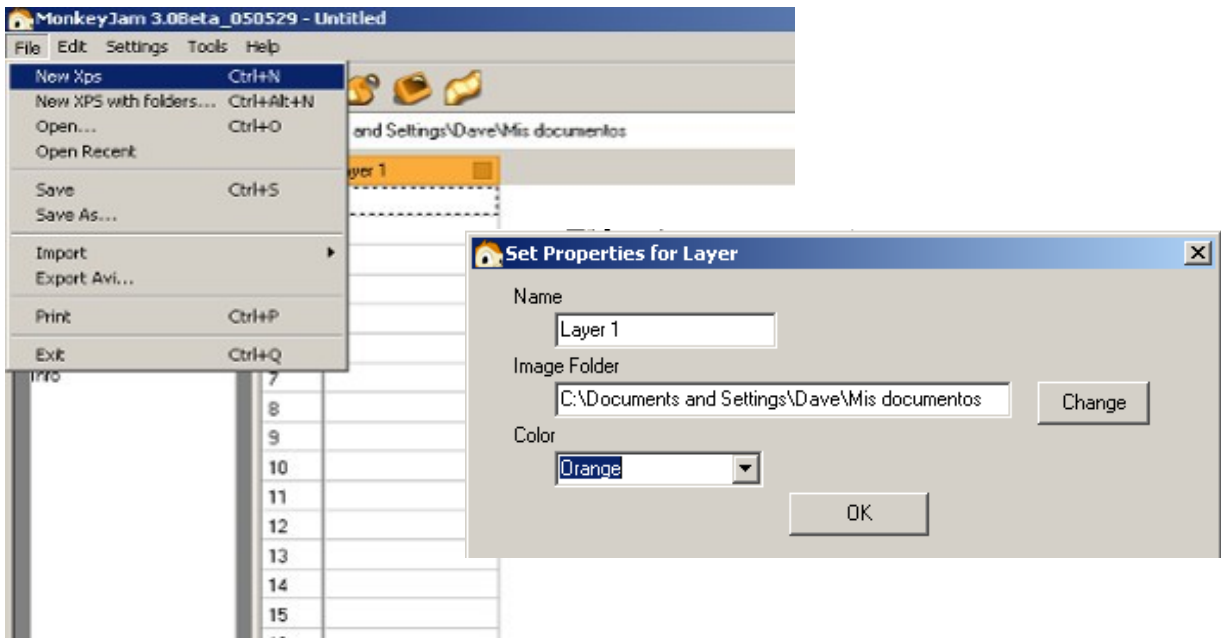 MonkeyJam 3.0Beta_050529 - Untitled
File Edit Settings Tools Help
New Xps Ctrl+N
New XPS with folders... Ctrl+Alt+N
Open... Ctrl+O
Open Recent
Save Ctrl+S
Save As...
Import
Export Avi...
Print Ctrl+P
Exit Ctrl+Q
and Settings\Dave\Mis documentos
yer 1
Info
7
8
9
10
11
12
13
14
15
Set Properties for Layer
Name
Layer 1
Image Folder
C:\Documents and Settings\Dave\Mis documentos
Change
Color
Orange
OK